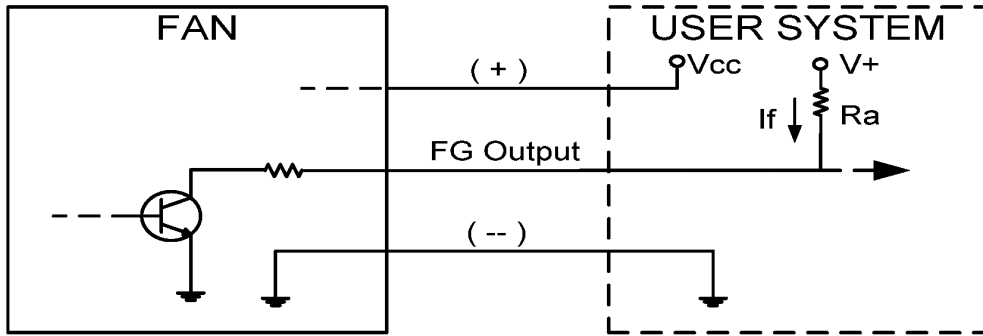 FAN
USER SYSTEM
( + )
Vcc
V+
If
Ra
FG Output
( -- )